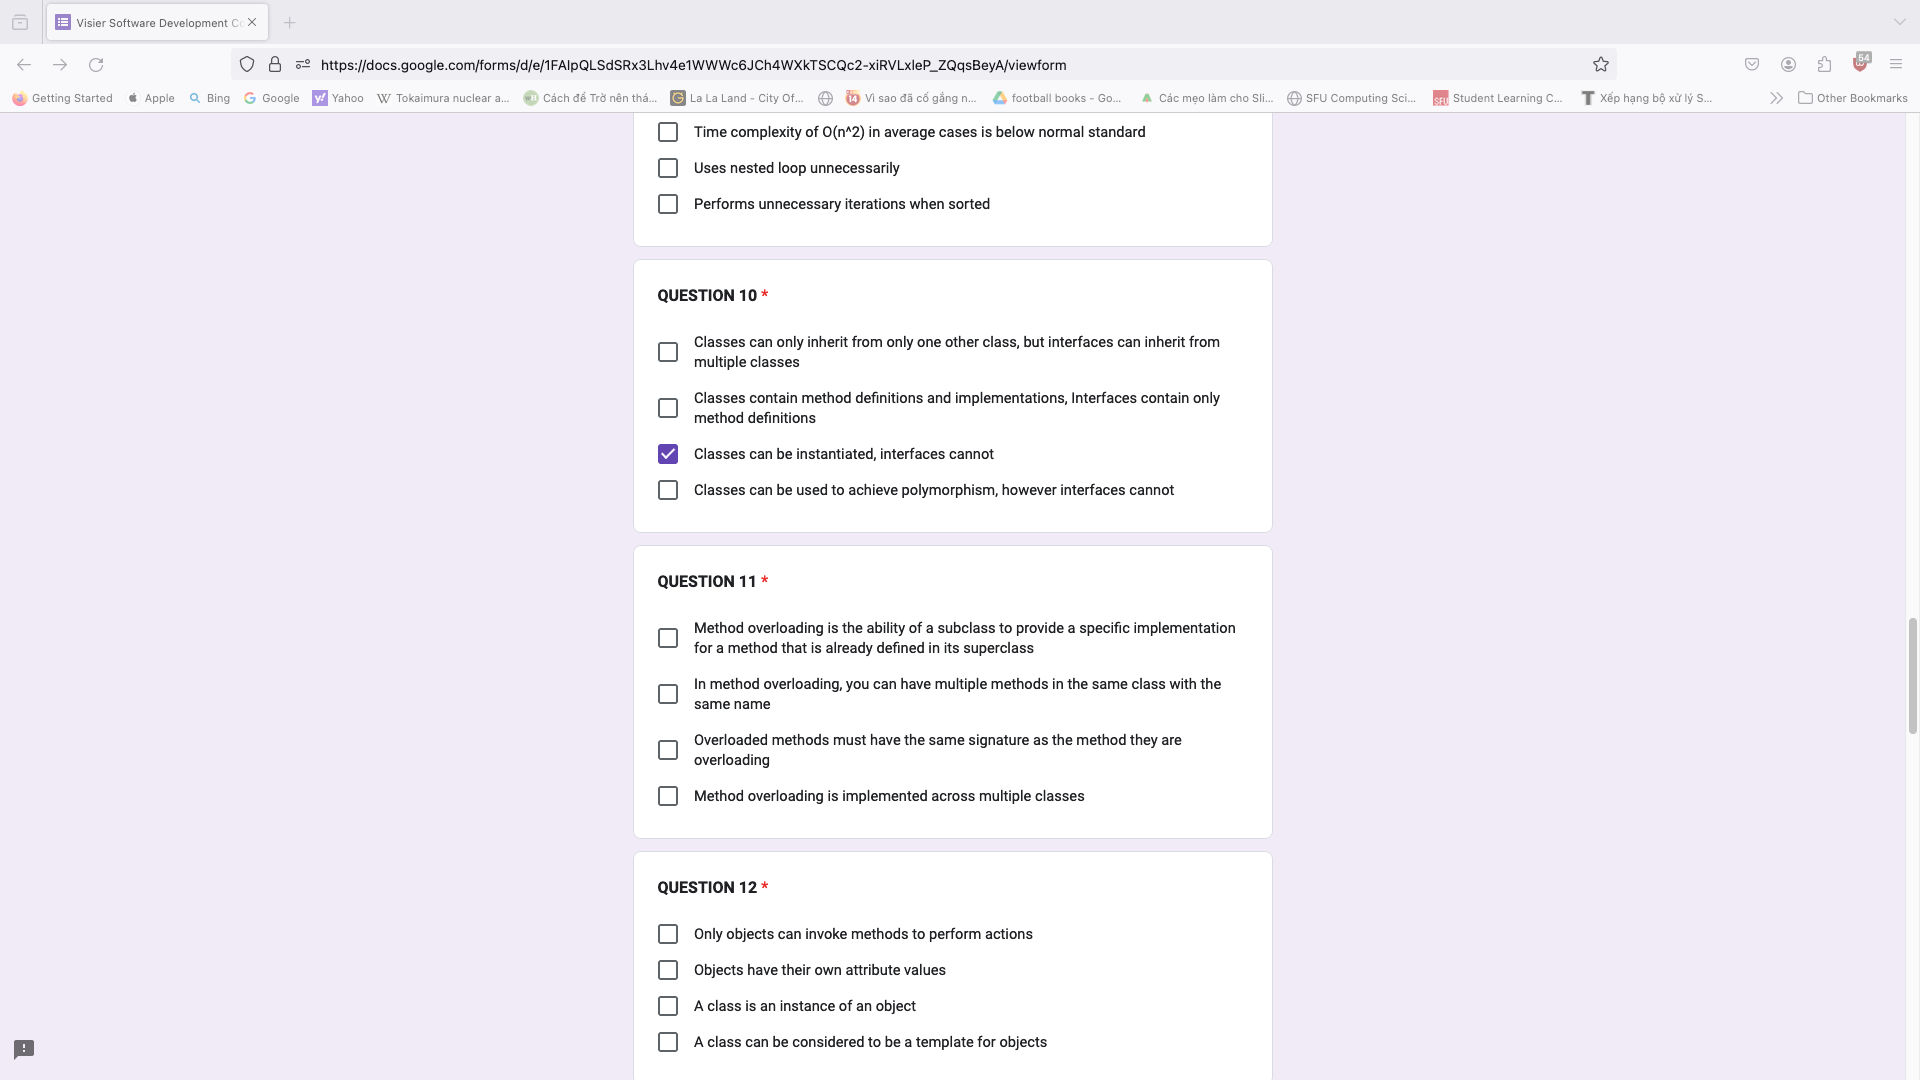 Visier Software Development Co
https://docs.google.com/forms/d/e/1FAIpQLSdSRx3Lhv4e1WWWc6JCh4WXkTSCQc2-xiRVLxleP_ZQqsBeyA/viewform
54
Getting Started
Apple
Bing
Google
Yahoo
Tokaimura nuclear a...
Cách để Trở nên thá...
La La Land - City Of...
Vì sao đã cố gắng n...
football books - Go...
Các mẹo làm cho Sli...
SFU Computing Sci...
Student Learning C...
Xếp hạng bộ xử lý S...
Other Bookmarks
Time complexity of O(n^2) in average cases is below normal standard
Uses nested loop unnecessarily
Performs unnecessary iterations when sorted
QUESTION 10 *
Classes can only inherit from only one other class, but interfaces can inherit from
multiple classes
Classes contain method definitions and implementations, Interfaces contain only
method definitions
Classes can be instantiated, interfaces cannot
Classes can be used to achieve polymorphism, however interfaces cannot
QUESTION 11 *
Method overloading is the ability of a subclass to provide a specific implementation
for a method that is already defined in its superclass
In method overloading, you can have multiple methods in the same class with the
same name
Overloaded methods must have the same signature as the method they are
overloading
Method overloading is implemented across multiple classes
QUESTION 12 *
Only objects can invoke methods to perform actions
Objects have their own attribute values
A class is an instance of an object
A class can be considered to be a template for objects